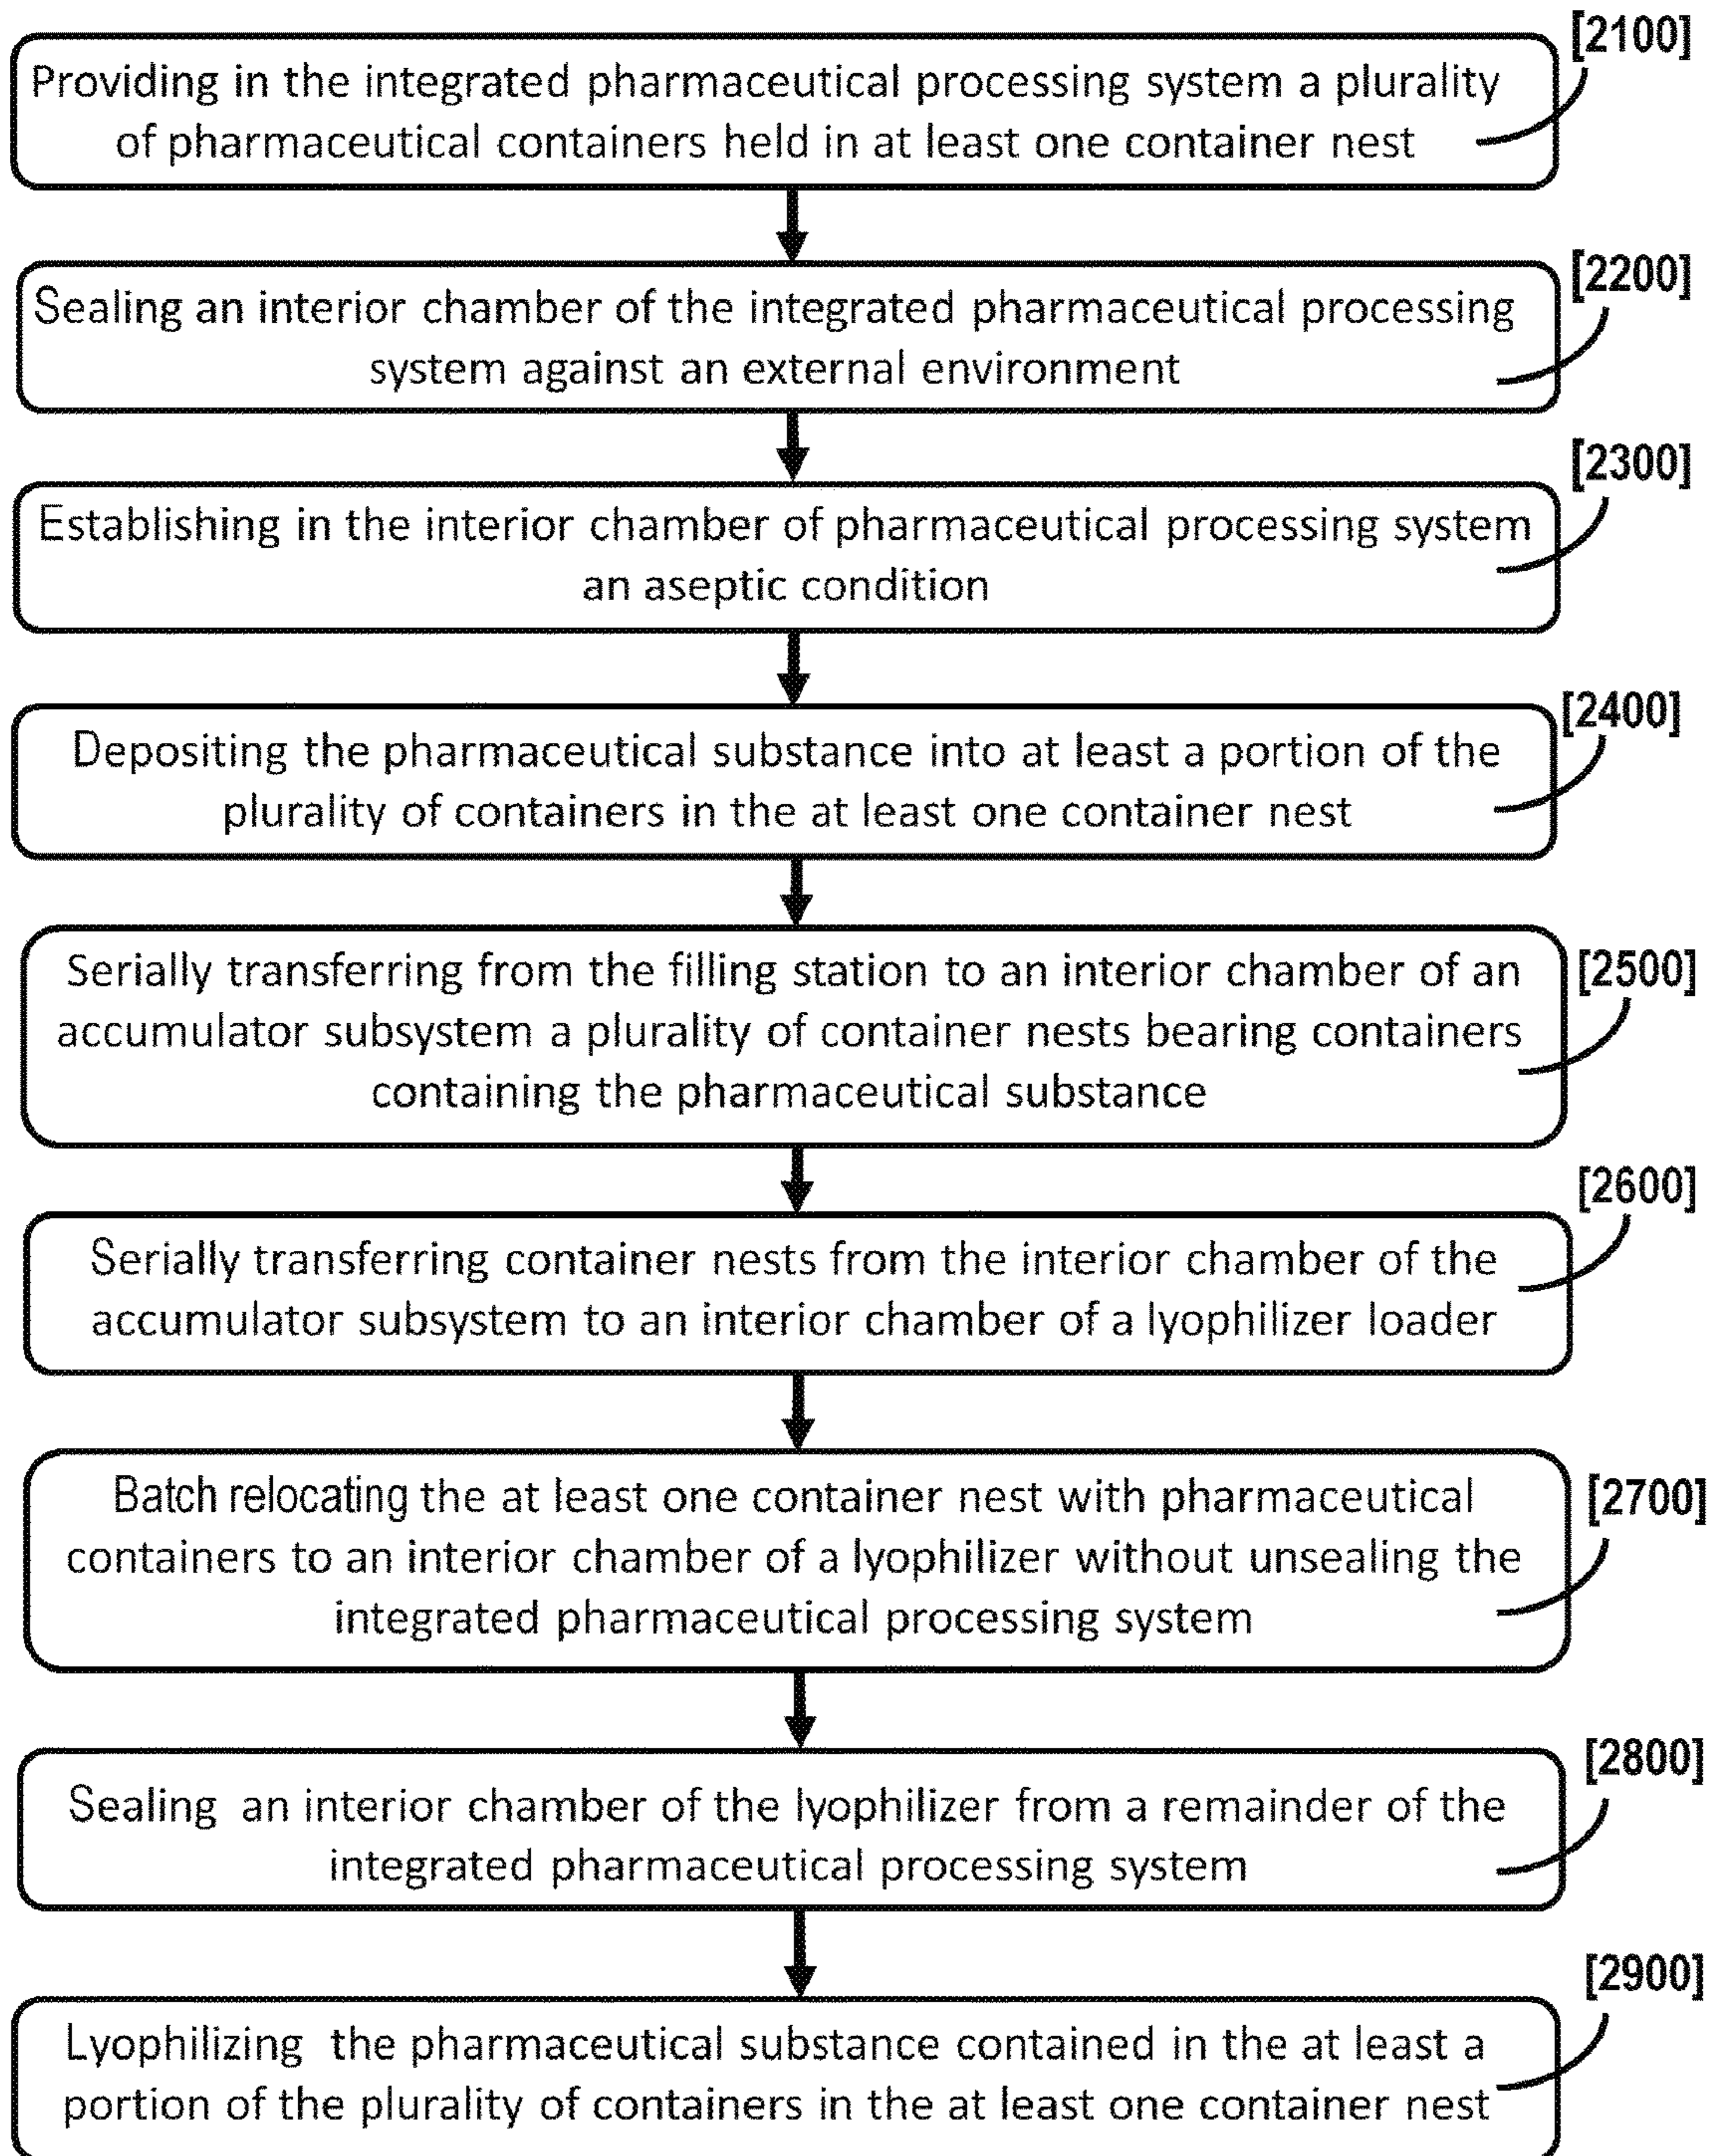 [2100]
Providing in the integrated pharmaceutical processing system a plurality
of pharmaceutical containers held in at least one container nest
[2200]
Sealing an interior chamber of the integrated pharmaceutical processing
system against an external environment
[2300]
Establishing in the interior chamber of pharmaceutical processing system
an aseptic condition
[2400]
Depositing the pharmaceutical substance into at least a portion of the
plurality of containers in the at least one container nest
[2500]
Serially transferring from the filling station to an interior chamber of an
accumulator subsystem a plurality of container nests bearing containers
containing the pharmaceutical substance
[2600]
Serially transferring container nests from the interior chamber of the
accumulator subsystem to an interior chamber of a lyophilizer loader
[2700]
Batch relocating the at least one container nest with pharmaceutical
containers to an interior chamber of a lyophilizer without unsealing the
integrated pharmaceutical processing system
[2800]
Sealing an interior chamber of the lyophilizer from a remainder of the
integrated pharmaceutical processing system
[2900]
Lyophilizing the pharmaceutical substance contained in the at least a
portion of the plurality of containers in the at least one container nest